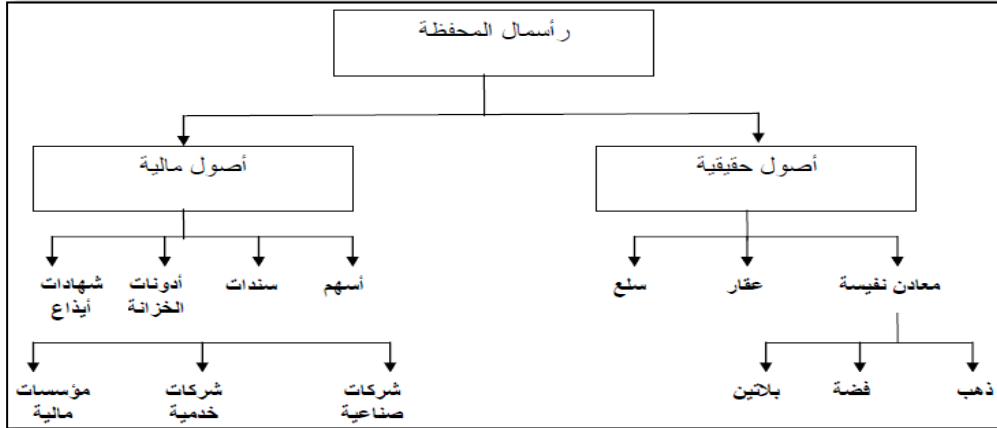 رأسمال المحفظة
أصول حقيقية
أصول مالية
معادن نفيسة
عقار
سلع
أسهم
سندات
أدونات
الخزانة
شهادات
أيذاع
ذهب
فضة
بلاتين
شركات
صناعية
شركات
خدمية
مؤسسات
مالية